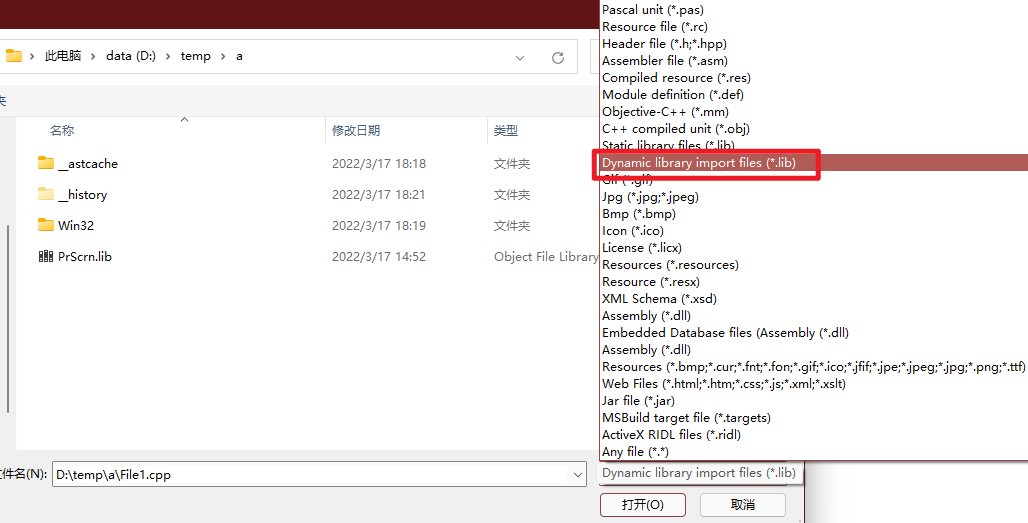 此电脑 › data (D:) › temp › a
夹
名称 修改日期 类型
__astcache 2022/3/17 18:18 文件夹
__history 2022/3/17 18:21 文件夹
Win32 2022/3/17 18:19 文件夹
PrScrn.lib 2022/3/17 14:52 Object File Library
Pascal unit (*.pas)
Resource file (*.rc)
Header file (*.h;*.hpp)
Assembler file (*.asm)
Compiled resource (*.res)
Module definition (*.def)
Objective-C++ (*.mm)
C++ compiled unit (*.obj)
Static library files (*.lib)
Dynamic library import files (*.lib)
Gif (*.gif)
Jpg (*.jpg;*.jpeg)
Bmp (*.bmp)
Icon (*.ico)
License (*.licx)
Resources (*.resources)
Resource (*.resx)
XML Schema (*.xsd)
Assembly (*.dll)
Embedded Database files (Assembly (*.dll)
Assembly (*.dll)
Resources (*.bmp;*.cur;*.fnt;*.fon;*.gif;*.ico;*.jfif;*.jpe;*.jpeg;*.jpg;*.png;*.ttf)
Web Files (*.html;*.htm;*.css;*.js;*.xml;*.xslt)
Jar file (*.jar)
MSBuild target file (*.targets)
ActiveX RIDL files (*.ridl)
Any file (*.*)
文件名(N): D:\temp\a\File1.cpp Dynamic library import files (*.lib)
打开(O) 取消